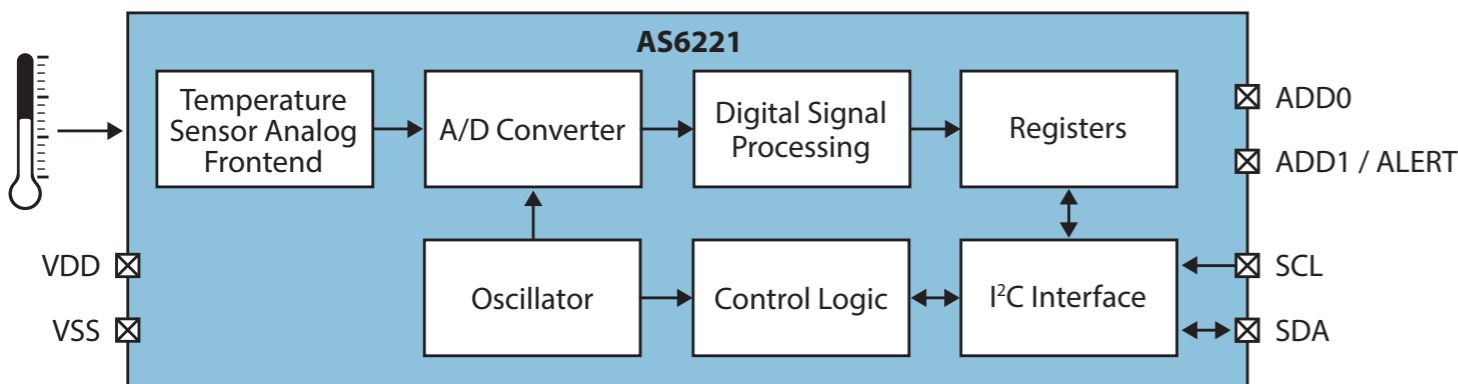 AS6221
Temperature
Sensor Analog
Frontend
A/D Converter
Digital Signal
Processing
Registers
ADD0
ADD1 / ALERT
VDD
VSS
Oscillator
Control Logic
I²C Interface
SCL
SDA